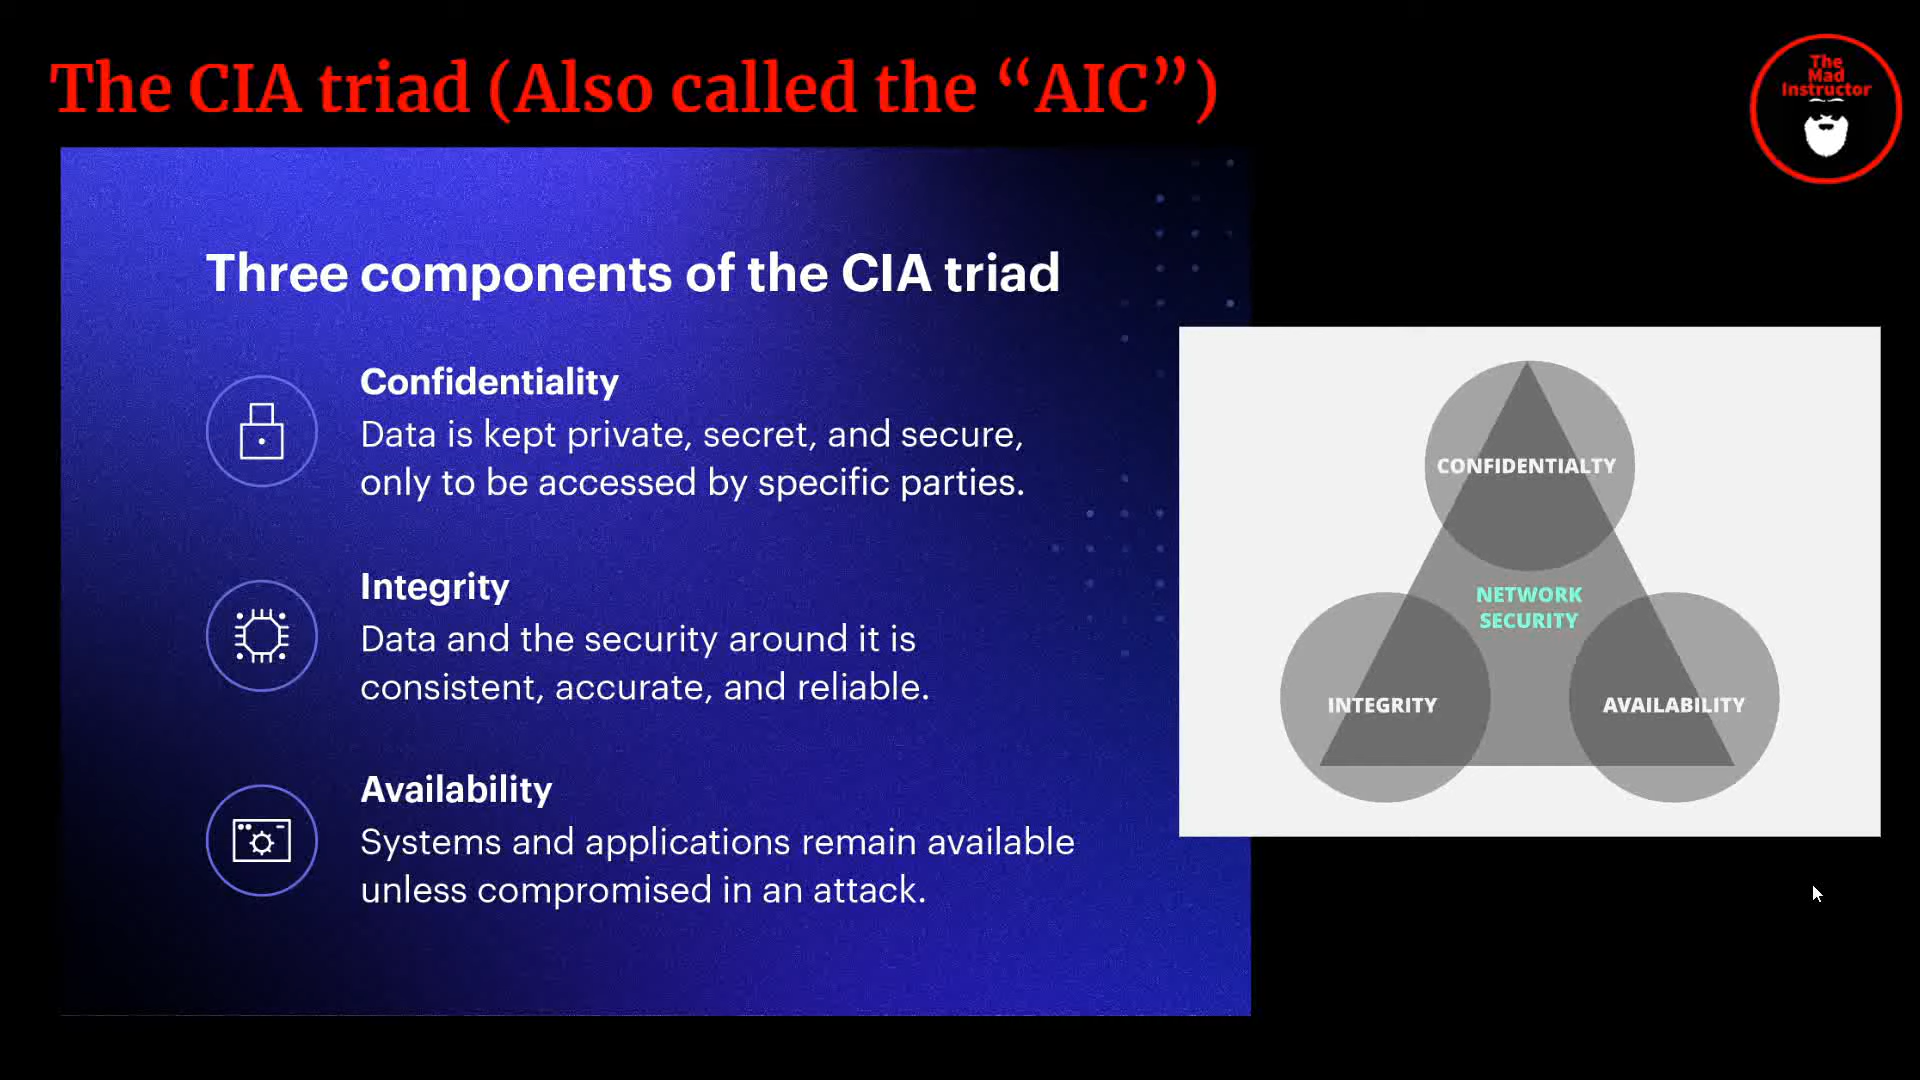 The CIA triad (Also called the “AIC”)
The
Mad
Instructor
Three components of the CIA triad
Confidentiality
Data is kept private, secret, and secure,
only to be accessed by specific parties.
Integrity
Data and the security around it is
consistent, accurate, and reliable.
Availability
Systems and applications remain available
unless compromised in an attack.
CONFIDENTIALTY
NETWORK
SECURITY
INTEGRITY
AVAILABILITY